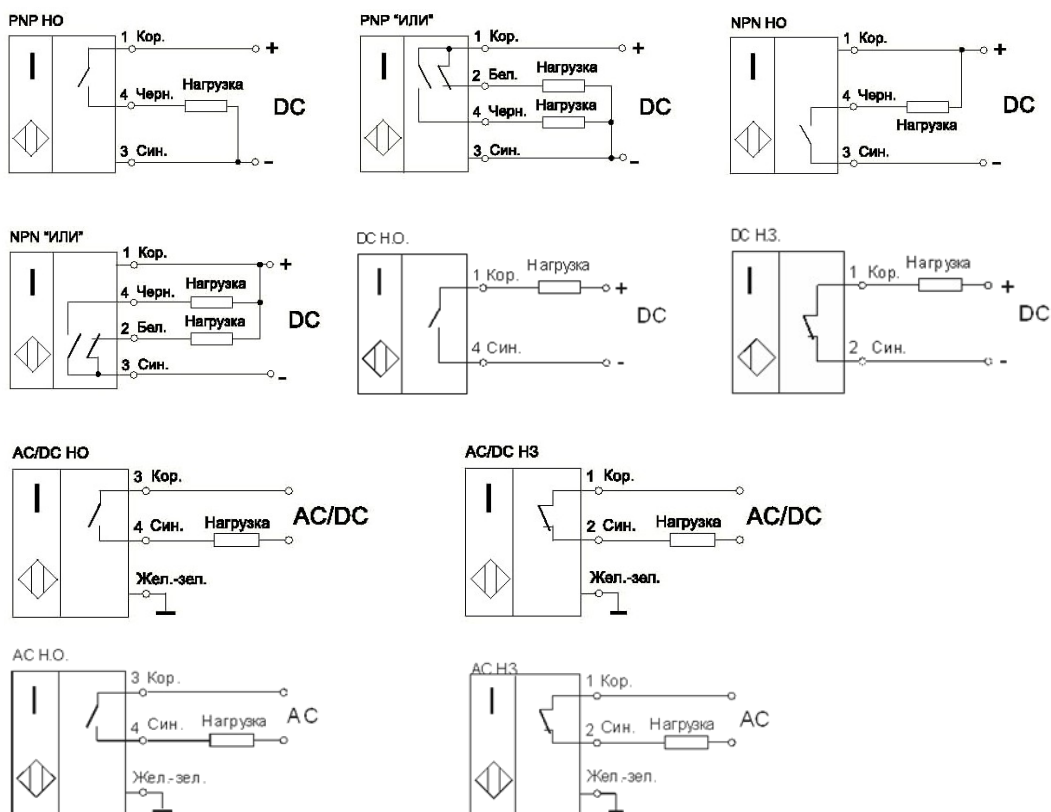 PNP НО
1 Кор.
+
4 Черн.
Нагрузка
DC
3 Син.
-
PNP "ИЛИ"
1 Кор.
+
2 Бел.
Нагрузка
4 Черн.
Нагрузка
DC
3 Син.
-
NPN НО
1 Кор.
+
4 Черн.
Нагрузка
DC
3 Син.
-
NPN "ИЛИ"
1 Кор.
+
4 Черн.
Нагрузка
2 Бел.
Нагрузка
DC
3 Син.
-
DC Н.О.
1 Кор.
Нагрузка
+
DC
4 Син.
-
DC Н.З.
1 Кор.
Нагрузка
+
DC
2 Син.
-
AC/DC НО
3 Кор.
4 Син.
Нагрузка
AC/DC
Жел.-зел.
AC/DC НЗ
1 Кор.
2 Син.
Нагрузка
AC/DC
Жел.-зел.
AC Н.О.
3 Кор.
4 Син.
Нагрузка
AC
Жел.-зел.
AC Н.З
1 Кор.
2 Син.
Нагрузка
AC
Жел.-зел.